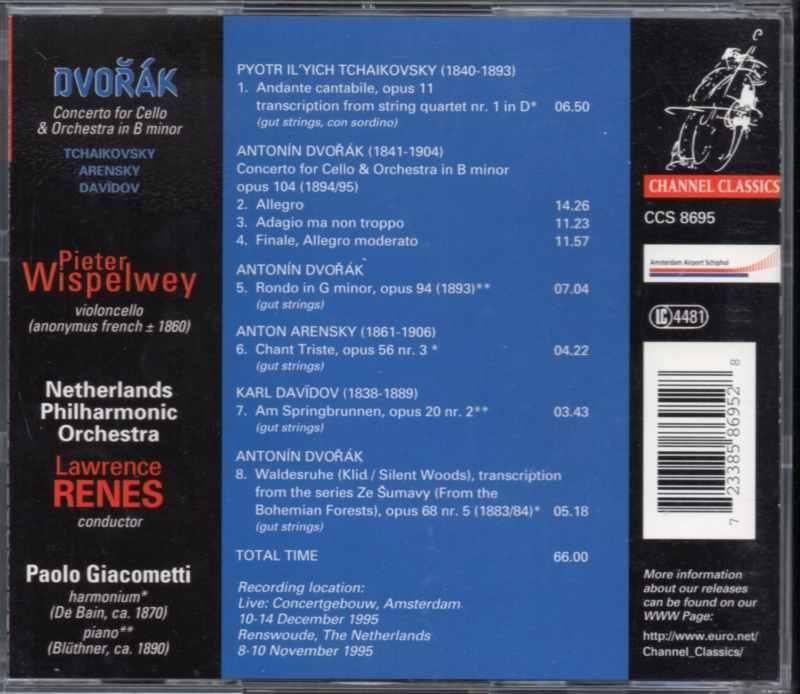 DVOŘÁK
Concerto for Cello
& Orchestra in B minor
TCHAIKOVSKY
ARENSKY
DAVÍDOV
Pieter
Wispelwey
violoncello
(anonymus french ± 1860)
Netherlands
Philharmonic
Orchestra
Lawrence
RENES
conductor
Paolo Giacometti
harmonium*
(De Bain, ca. 1870)
piano**
(Blüthner, ca. 1890)
PYOTR IL'YICH TCHAIKOVSKY (1840-1893)
1. Andante cantabile, opus 11
transcription from string quartet nr. 1 in D* 06.50
(gut strings, con sordino)
ANTONÍN DVOŘÁK (1841-1904)
Concerto for Cello & Orchestra in B minor
opus 104 (1894/95)
2. Allegro 14.26
3. Adagio ma non troppo 11.23
4. Finale, Allegro moderato 11.57
ANTONÍN DVOŘÁK
5. Rondo in G minor, opus 94 (1893)** 07.04
(gut strings)
ANTON ARENSKY (1861-1906)
6. Chant Triste, opus 56 nr. 3 * 04.22
(gut strings)
KARL DAVÏDOV (1838-1889)
7. Am Springbrunnen, opus 20 nr. 2** 03.43
(gut strings)
ANTONÍN DVOŘÁK
8. Waldesruhe (Klid / Silent Woods), transcription
from the series Ze Šumavy (From the
Bohemian Forests), opus 68 nr. 5 (1883/84)* 05.18
(gut strings)
TOTAL TIME 66.00
Recording location:
Live: Concertgebouw, Amsterdam
10-14 December 1995
Renswoude, The Netherlands
8-10 November 1995
CHANNEL CLASSICS
CCS 8695
Amsterdam Airport Schiphol
LC 4481
7 23385 86952 8
More information
about our releases
can be found on our
WWW Page:
http://www.euro.net/
Channel_Classics/